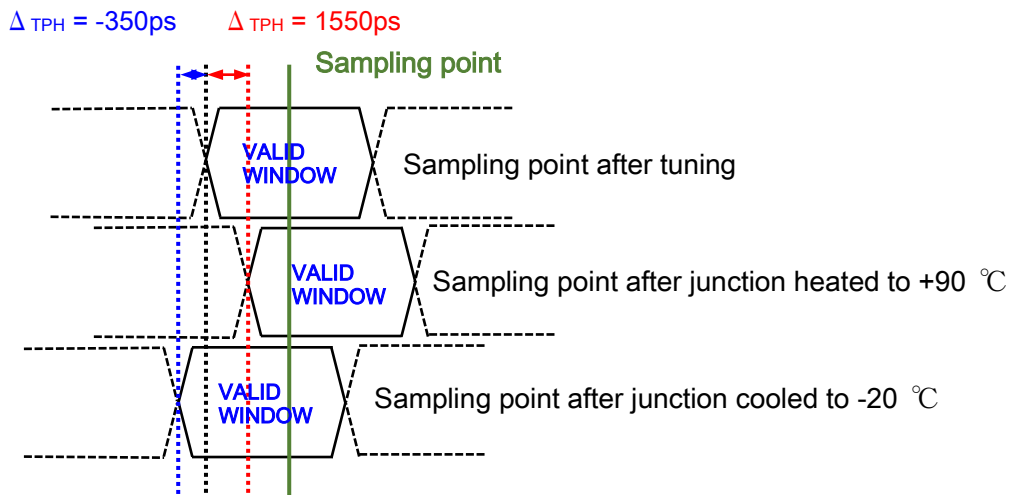 Δ TPH = -350ps Δ TPH = 1550ps
Sampling point
VALID
WINDOW
Sampling point after tuning
VALID
WINDOW
Sampling point after junction heated to +90 ℃
VALID
WINDOW
Sampling point after junction cooled to -20 ℃